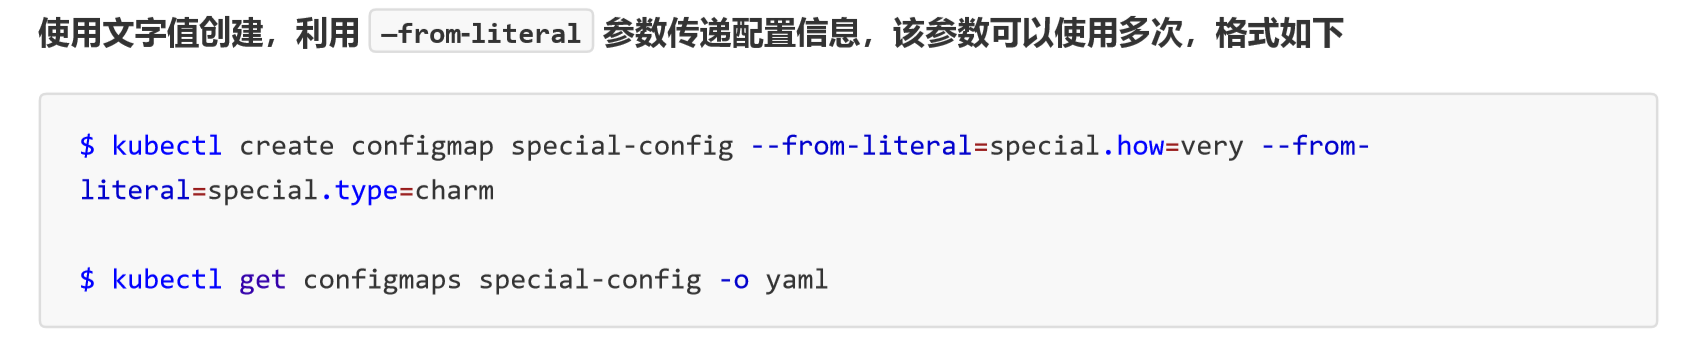 使用文字值创建，利用 —from-literal 参数传递配置信息，该参数可以使用多次，格式如下
$ kubectl create configmap special-config --from-literal=special.how=very --from-
literal=special.type=charm
$ kubectl get configmaps special-config -o yaml